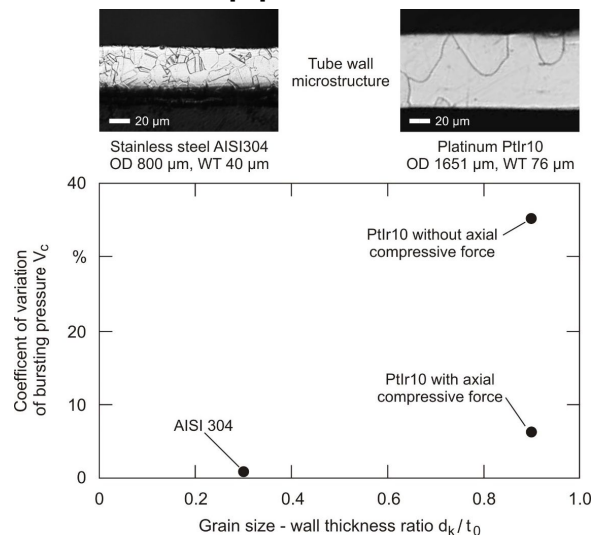 Tube wall
microstructure
20 µm
20 µm
Stainless steel AISI304
OD 800 µm, WT 40 µm
Platinum PtIr10
OD 1651 µm, WT 76 µm
Coefficent of variation
of bursting pressure Vc
40
%
20
10
0
PtIr10 without axial
compressive force
PtIr10 with axial
compressive force
AISI 304
0
0.2
0.4
0.6
0.8
1.0
Grain size - wall thickness ratio dk/t0